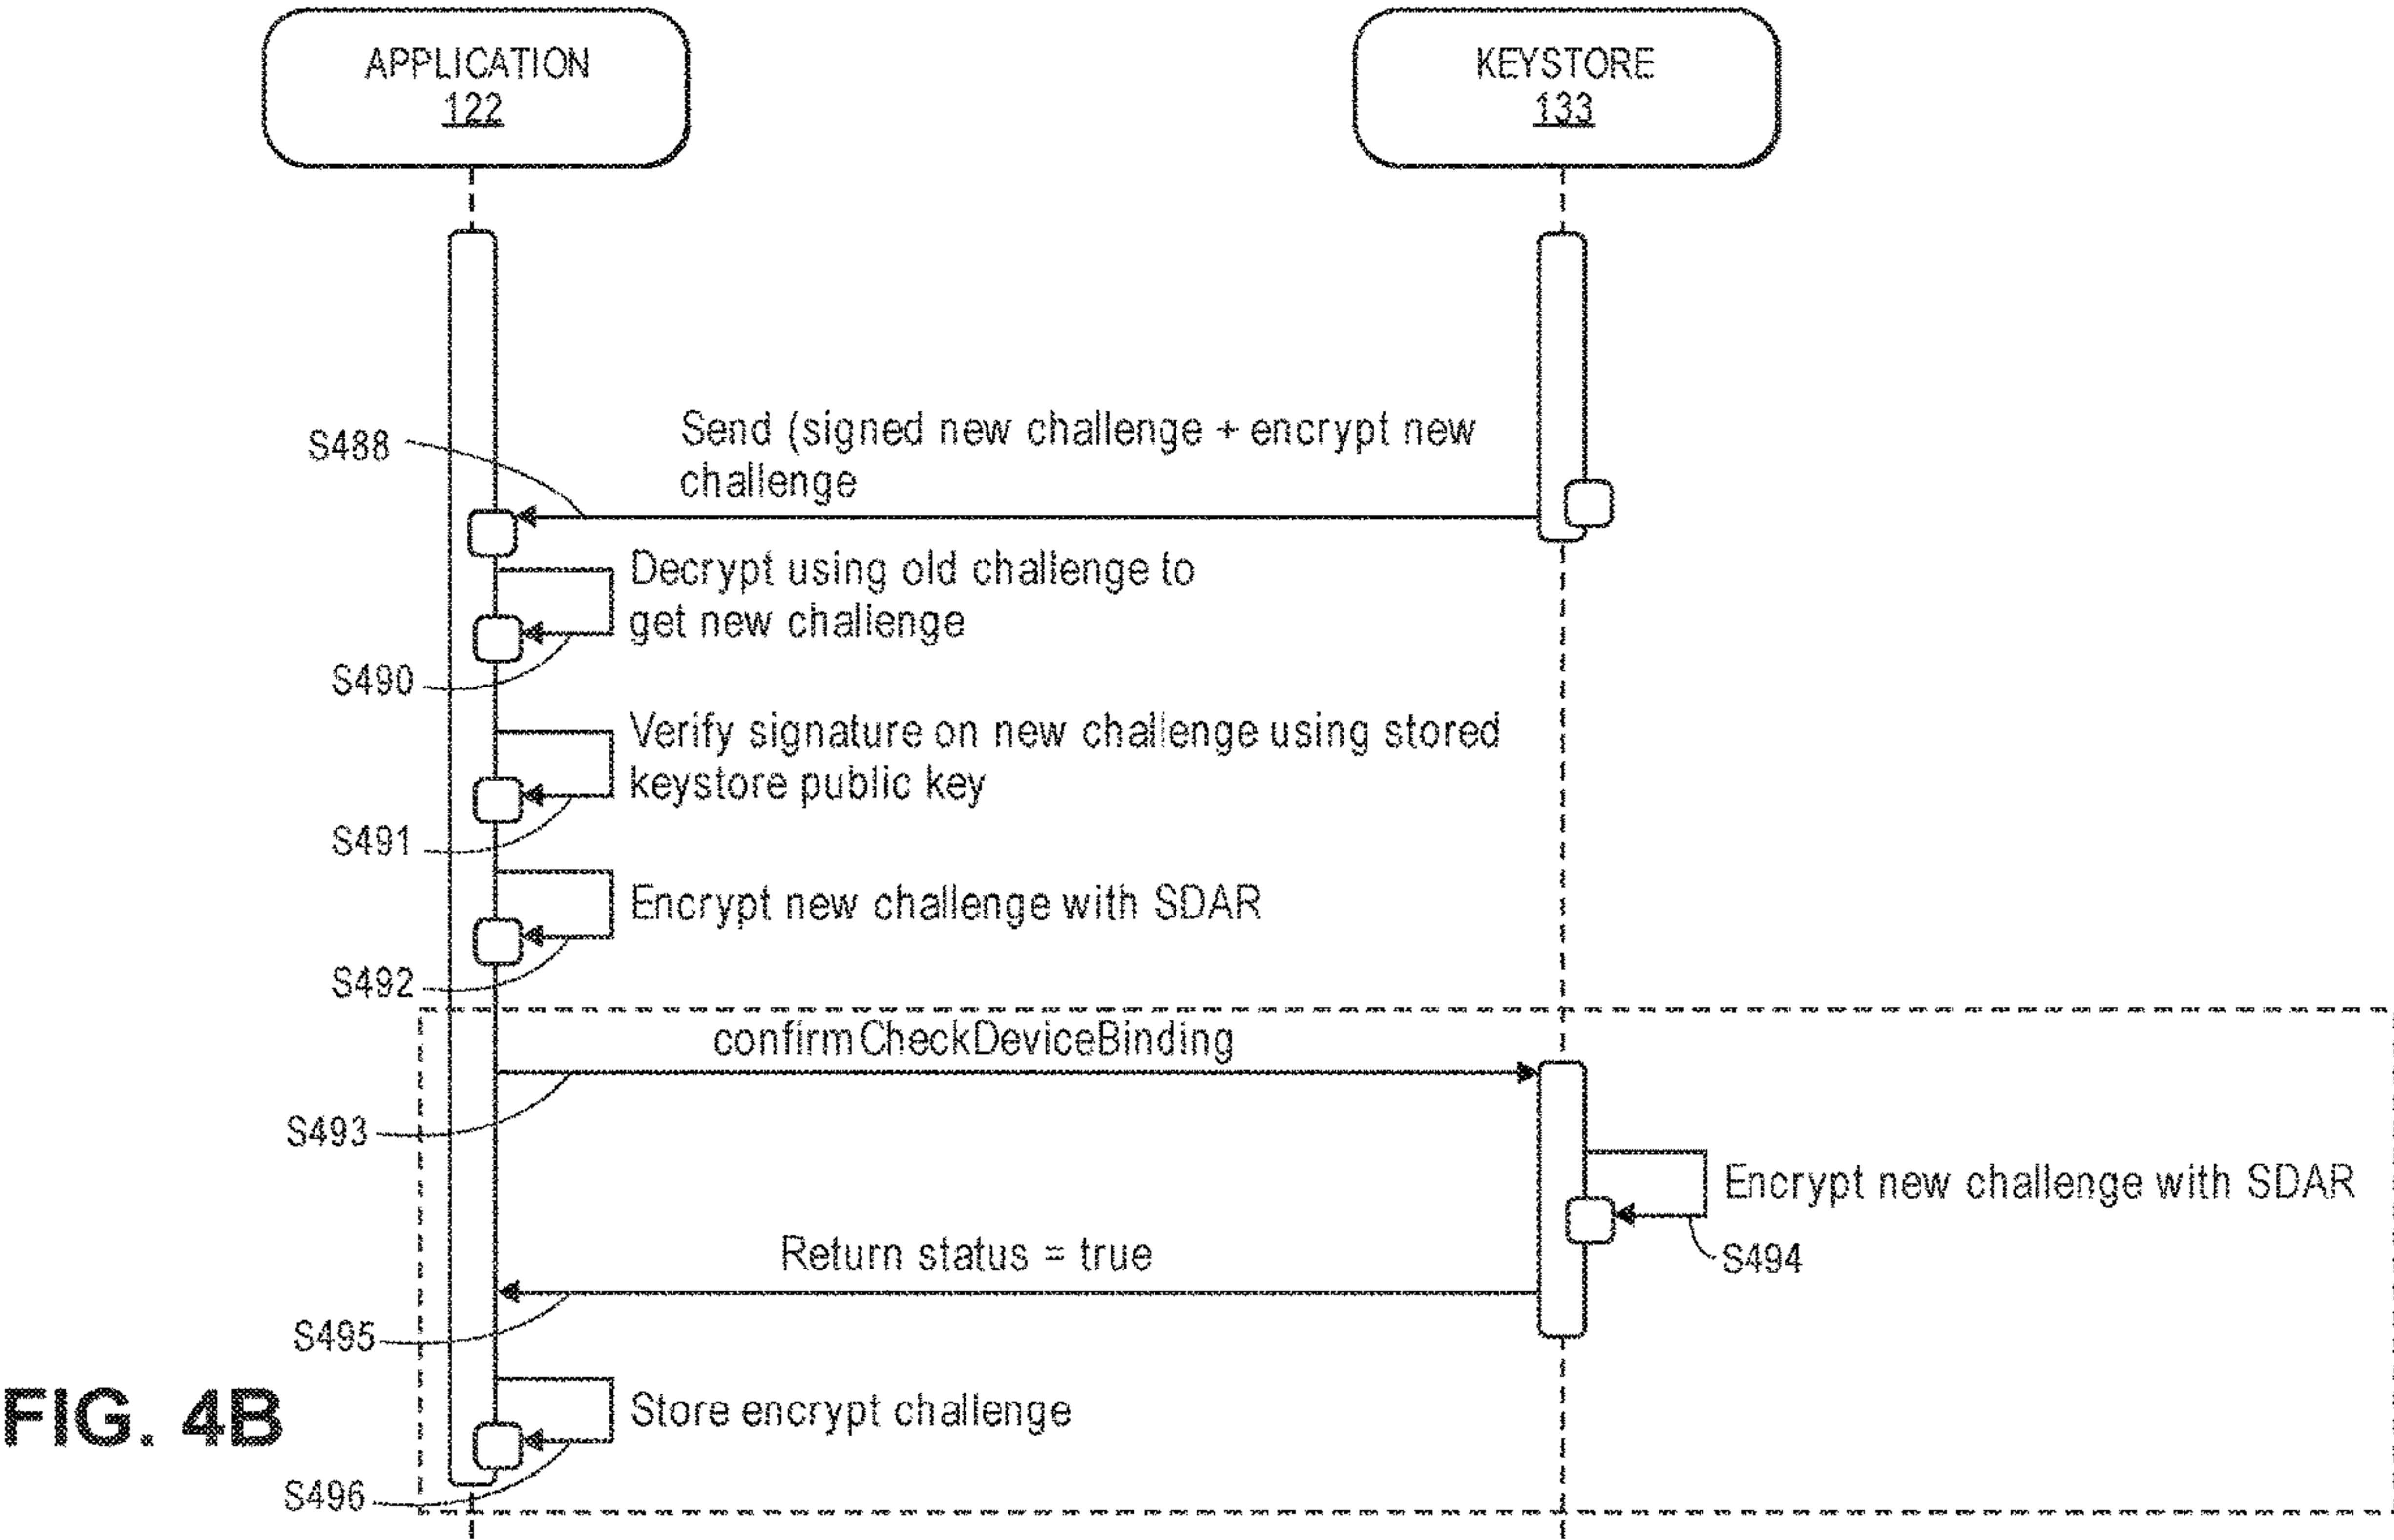 APPLICATION
122
KEYSTORE
133
Send (signed new challenge + encrypt new
challenge
S488
Decrypt using old challenge to
get new challenge
S490
Verify signature on new challenge using stored
keystore public key
S491
Encrypt new challenge with SDAR
S492
confirmCheckDeviceBinding
S493
Encrypt new challenge with SDAR
S494
Return status = true
S495
Store encrypt challenge
S496
FIG. 4B